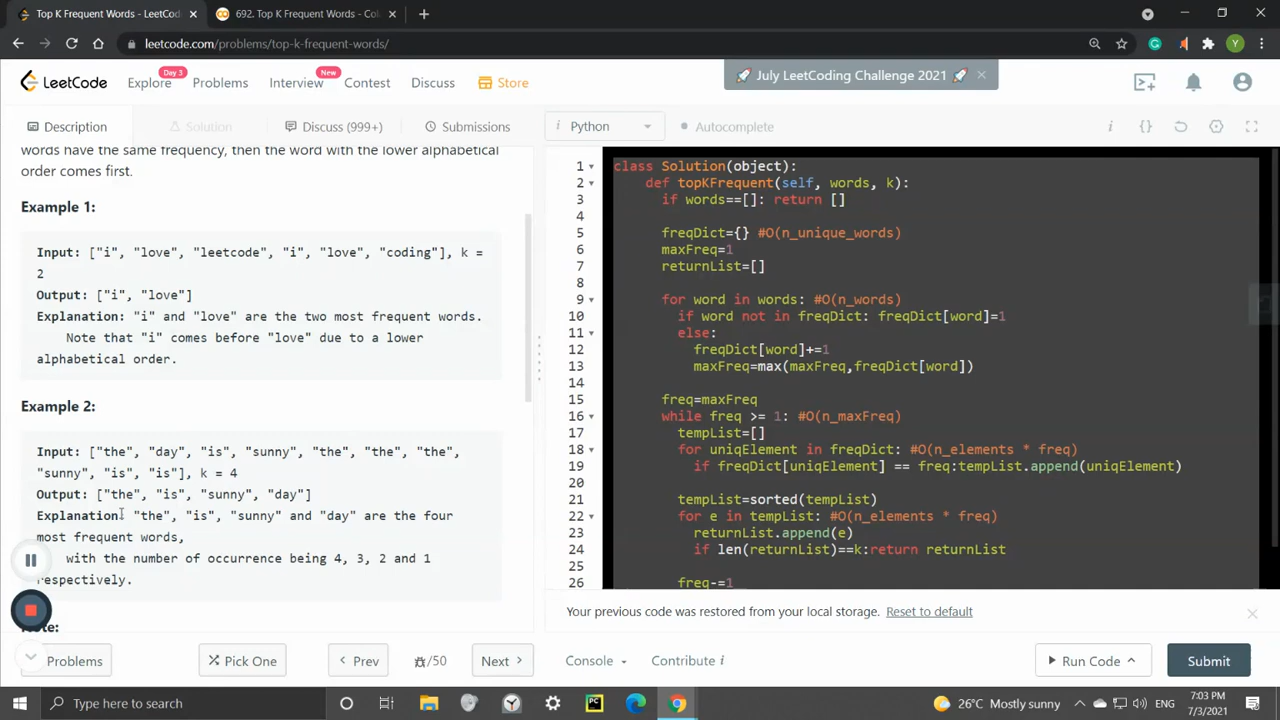 Top K Frequent Words - LeetCod
692. Top K Frequent Words - Col
leetcode.com/problems/top-k-frequent-words/
LeetCode
Explore
Day 3
Problems
Interview
New
Contest
Discuss
Store
🚀 July LeetCoding Challenge 2021 🚀
Description
Solution
Discuss (999+)
Submissions
i Python
Autocomplete
words have the same frequency, then the word with the lower alphabetical
order comes first.
Example 1:
Input: ["i", "love", "leetcode", "i", "love", "coding"], k =
2
Output: ["i", "love"]
Explanation: "i" and "love" are the two most frequent words.
Note that "i" comes before "love" due to a lower
alphabetical order.
Example 2:
Input: ["the", "day", "is", "sunny", "the", "the", "the",
"sunny", "is", "is"], k = 4
Output: ["the", "is", "sunny", "day"]
Explanation: "the", "is", "sunny" and "day" are the four
most frequent words,
with the number of occurrence being 4, 3, 2 and 1
respectively.
Note:
1 class Solution(object):
2 def topKFrequent(self, words, k):
3 if words==[]: return []
4
5 freqDict={} #O(n_unique_words)
6 maxFreq=1
7 returnList=[]
8
9 for word in words: #O(n_words)
10 if word not in freqDict: freqDict[word]=1
11 else:
12 freqDict[word]+=1
13 maxFreq=max(maxFreq,freqDict[word])
14
15 freq=maxFreq
16 while freq >= 1: #O(n_maxFreq)
17 tempList=[]
18 for uniqElement in freqDict: #O(n_elements * freq)
19 if freqDict[uniqElement] == freq:tempList.append(uniqElement)
20
21 tempList=sorted(tempList)
22 for e in tempList: #O(n_elements * freq)
23 returnList.append(e)
24 if len(returnList)==k:return returnList
25
26 freq-=1
Your previous code was restored from your local storage. Reset to default
Problems
Pick One
Prev
/50
Next
Console
Contribute i
Run Code
Submit
Type here to search
26°C Mostly sunny
ENG
7:03 PM
7/3/2021